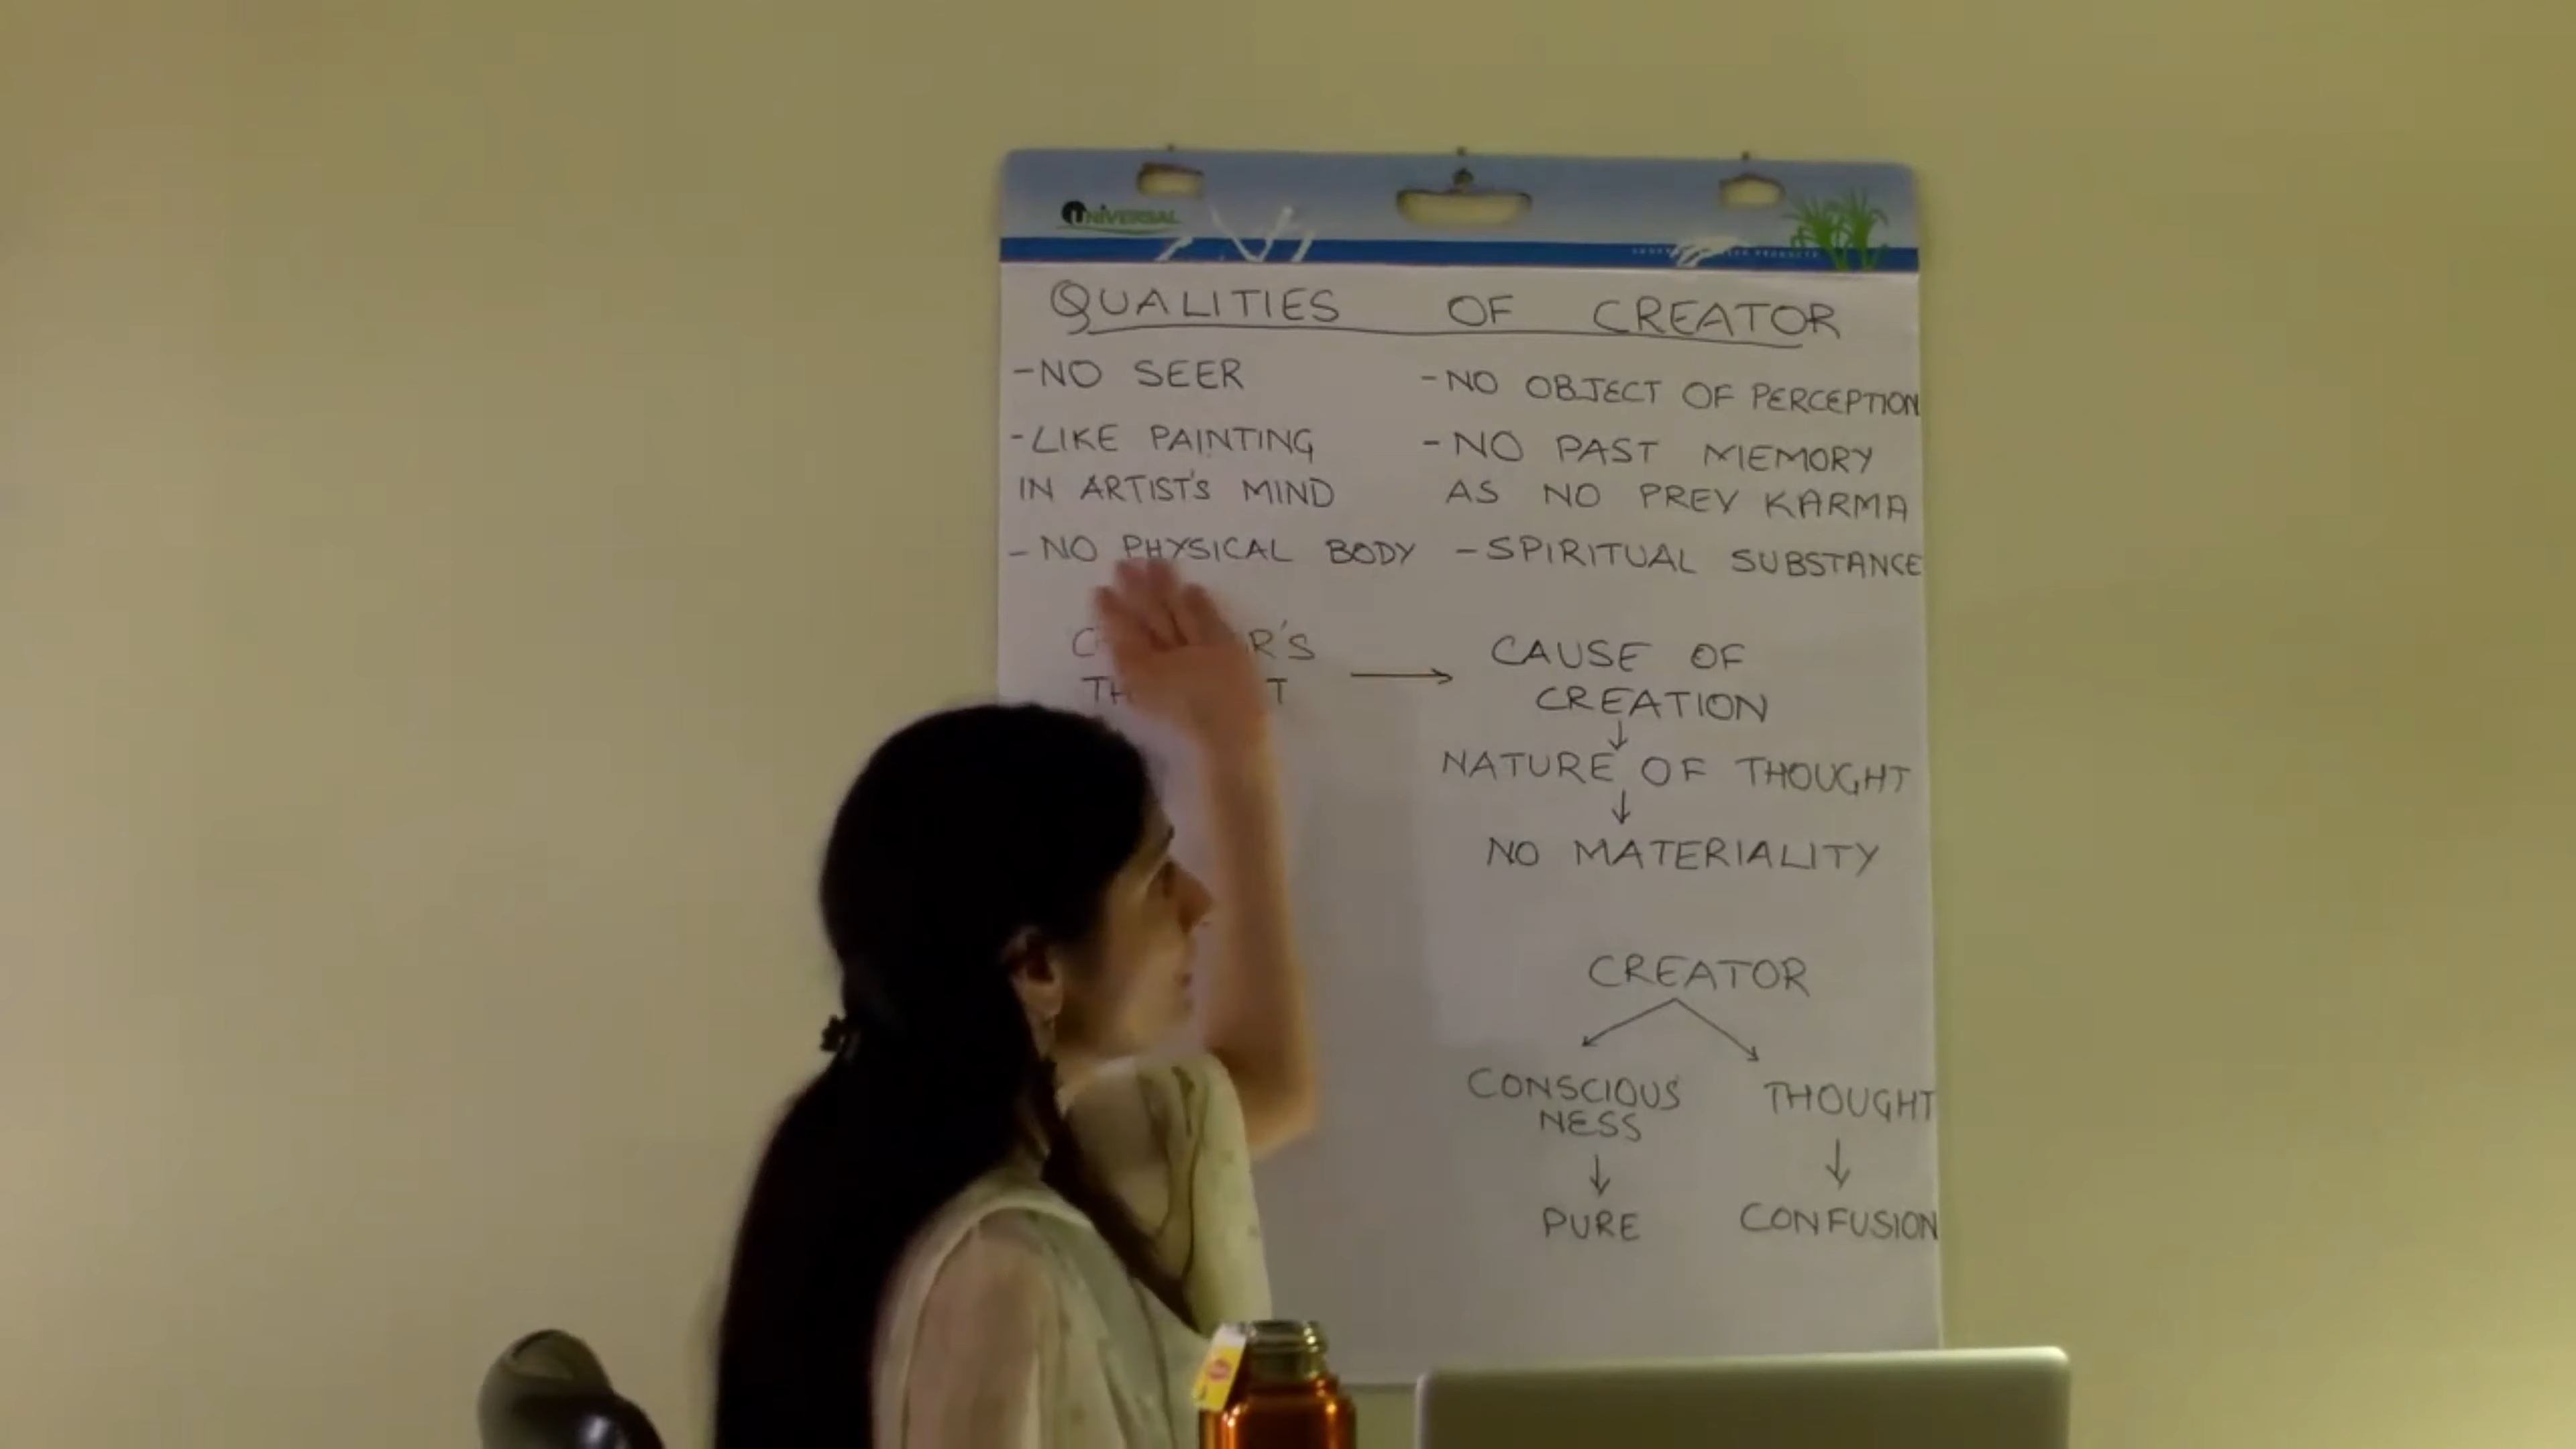 UNIVERSAL
QUALITIES OF CREATOR
-NO SEER
-NO OBJECT OF PERCEPTION
-LIKE PAINTING
IN ARTIST'S MIND
-NO PAST MEMORY
AS NO PREV KARMA
-NO PHYSICAL BODY
-SPIRITUAL SUBSTANCE
CAUSE OF
CREATION
NATURE OF THOUGHT
NO MATERIALITY
CREATOR
CONSCIOUS
NESS
THOUGHT
PURE
CONFUSION